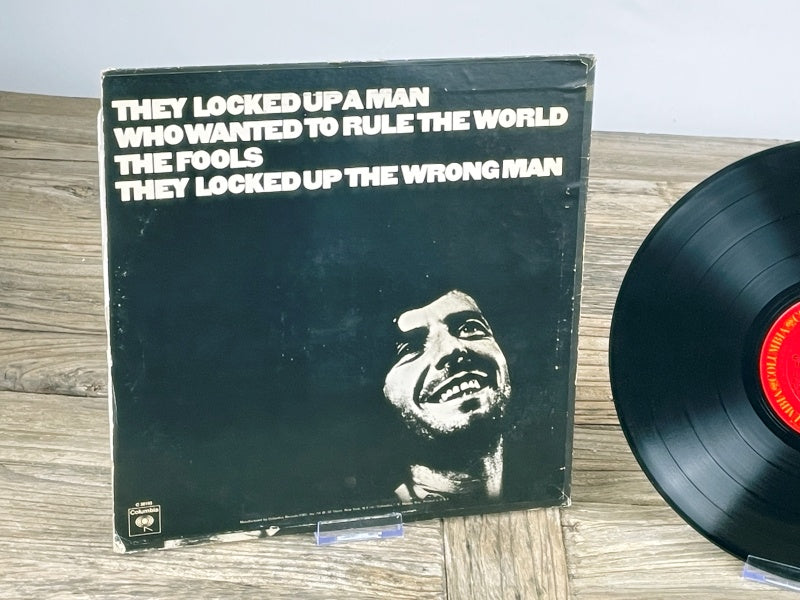 THEY LOCKED UP A MAN
WHO WANTED TO RULE THE WORLD
THE FOOLS
THEY LOCKED UP THE WRONG MAN
Columbia
COLUMBIA